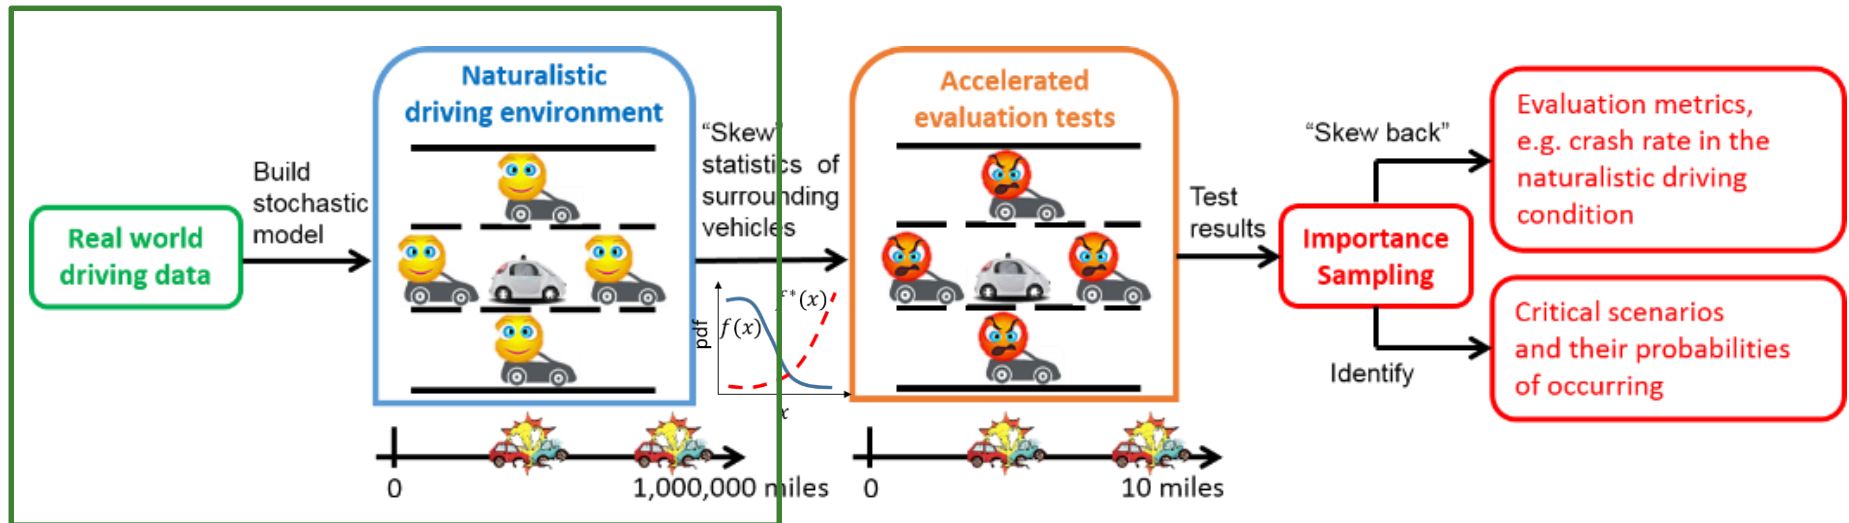 Real world
driving data
Build
stochastic
model
Naturalistic
driving environment
0
1,000,000 miles
“Skew”
statistics of
surrounding
vehicles
pdf
f(x)
f*(x)
x
Accelerated
evaluation tests
0
10 miles
Test
results
Importance
Sampling
“Skew back”
Evaluation metrics,
e.g. crash rate in the
naturalistic driving
condition
Identify
Critical scenarios
and their probabilities
of occurring